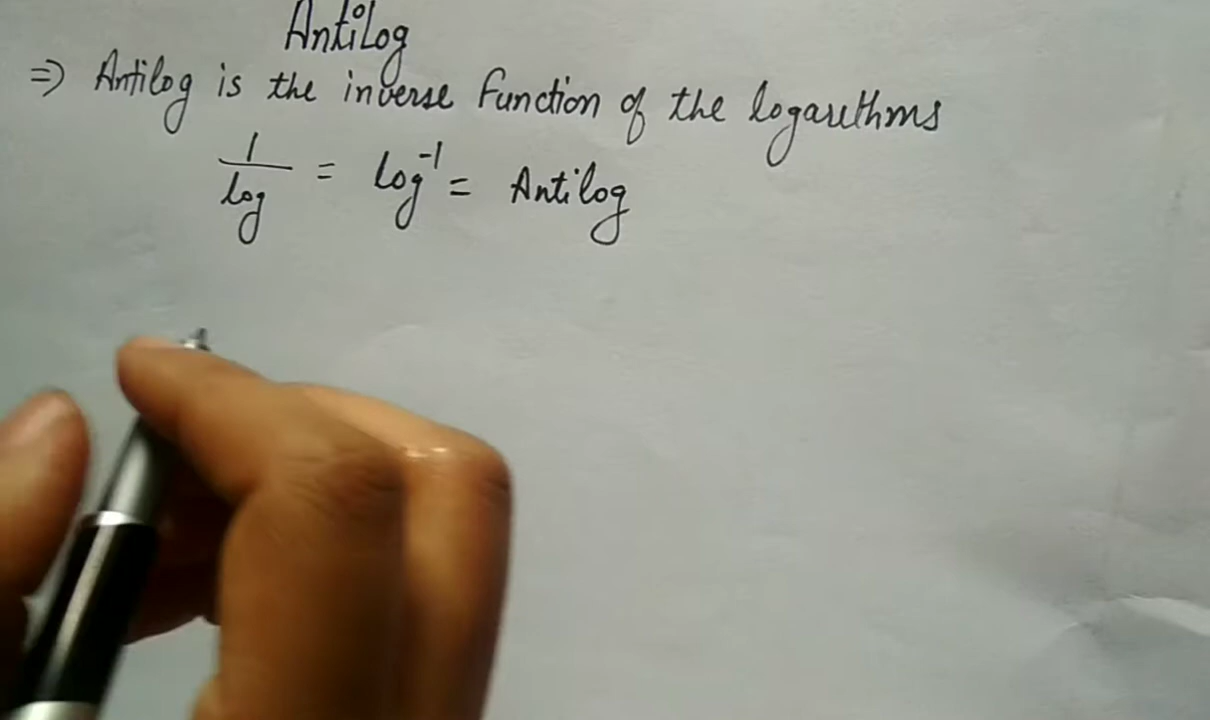 AntiLog
⇒ Antilog is the inverse function of the logarithms
1/log = log⁻¹ = Antilog